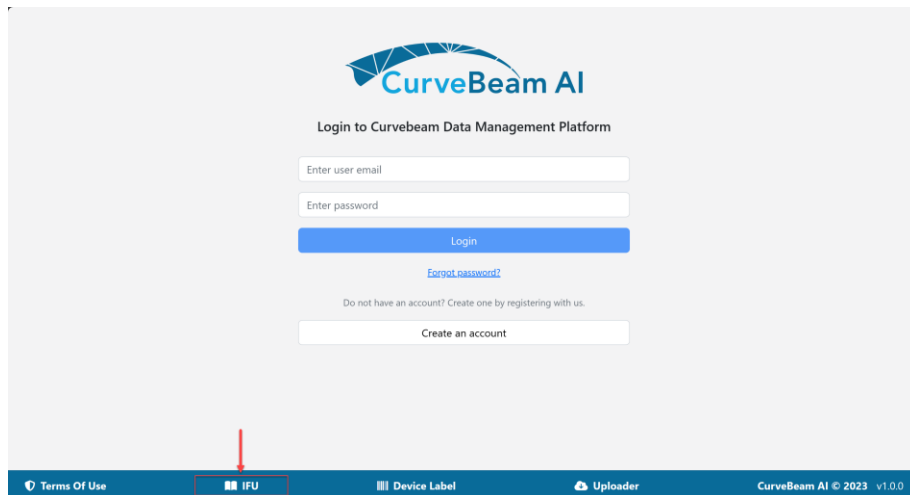 CurveBeam AI
Login to Curvebeam Data Management Platform
Enter user email
Enter password
Login
Forgot password?
Do not have an account? Create one by registering with us.
Create an account
Terms Of Use IFU Device Label Uploader CurveBeam AI © 2023 v1.0.0